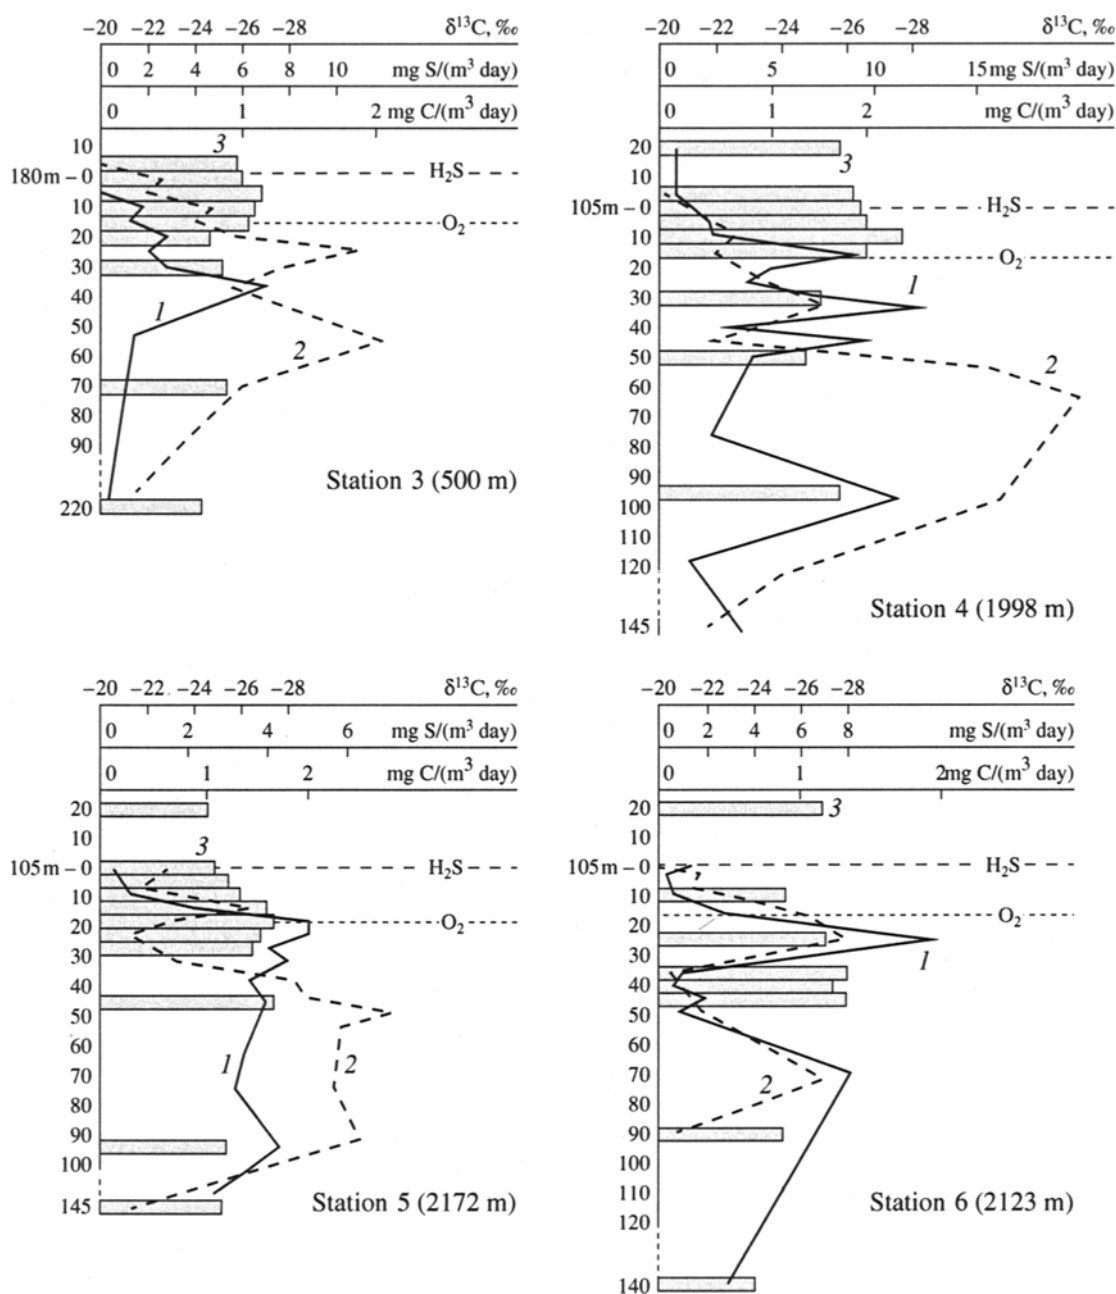 −20 −22 −24 −26 −28 δ¹³C, ‰
0 2 4 6 8 10 mg S/(m³ day)
0 1 2 mg C/(m³ day)
10
3
180m – 0
H₂S
10
O₂
20
30
40
1
50
2
60
70
80
90
Station 3 (500 m)
220
−20 −22 −24 −26 −28 δ¹³C, ‰
0 5 10 15 mg S/(m³ day)
0 1 2 mg C/(m³ day)
20
3
10
105m – 0
H₂S
10
O₂
20
1
30
40
50
2
60
70
80
90
100
110
120
Station 4 (1998 m)
145
−20 −22 −24 −26 −28 δ¹³C, ‰
0 2 4 6 mg S/(m³ day)
0 1 2 mg C/(m³ day)
20
10
3
105m – 0
H₂S
10
20
O₂
30
40
50
60
1 2
70
80
90
100
145
Station 5 (2172 m)
−20 −22 −24 −26 −28 δ¹³C, ‰
0 2 4 6 8 mg S/(m³ day)
0 1 2 mg C/(m³ day)
20
3
10
105m – 0
H₂S
10
O₂
20
30
1
40
50
60
70
2
80
90
100
110
120
Station 6 (2123 m)
140